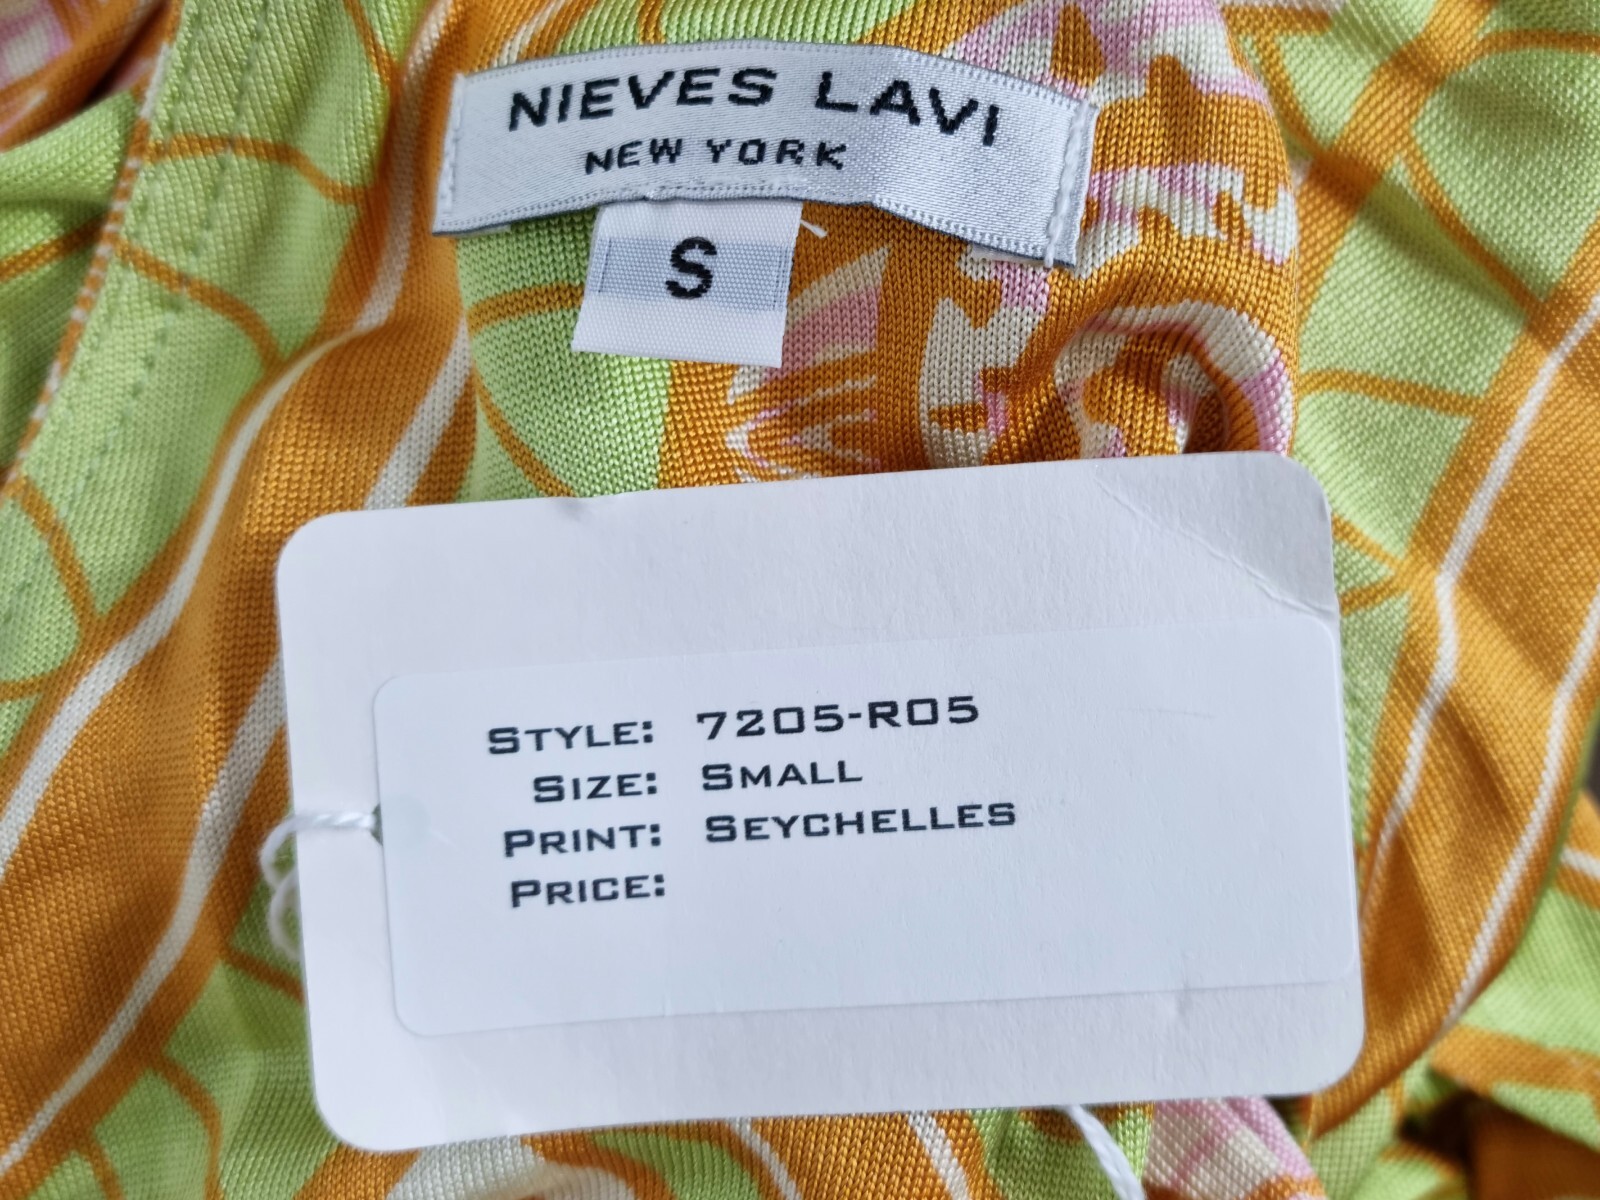 NIEVES LAVI
NEW YORK
S
STYLE: 7205-R05
SIZE: SMALL
PRINT: SEYCHELLES
PRICE: